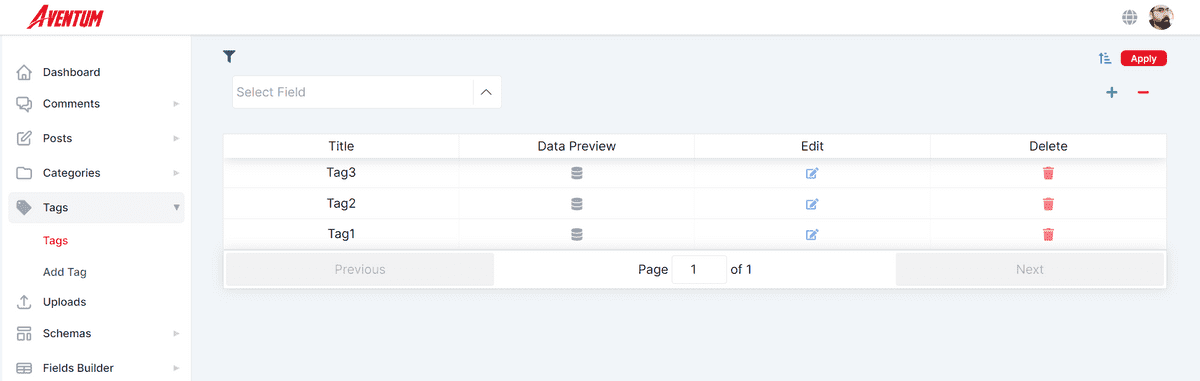 AVENTUM
Dashboard
Comments
Posts
Categories
Tags
Tags
Add Tag
Uploads
Schemas
Fields Builder
Apply
Select Field
Title Data Preview Edit Delete
Tag3
Tag2
Tag1
Previous Page 1 of 1 Next